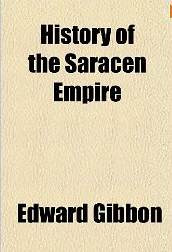 History of
the Saracen
Empire
Edward Gibbon